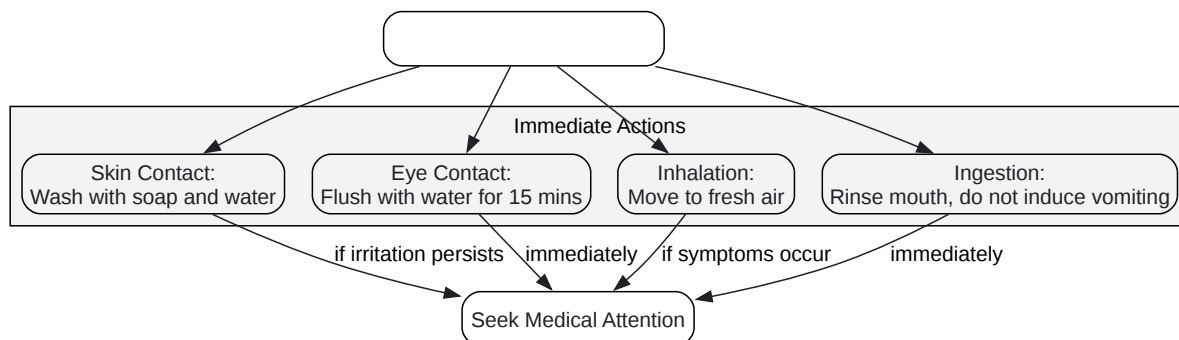 Immediate Actions
Skin Contact:
Wash with soap and water
Eye Contact:
Flush with water for 15 mins
Inhalation:
Move to fresh air
Ingestion:
Rinse mouth, do not induce vomiting
if irritation persists
immediately
if symptoms occur
immediately
Seek Medical Attention